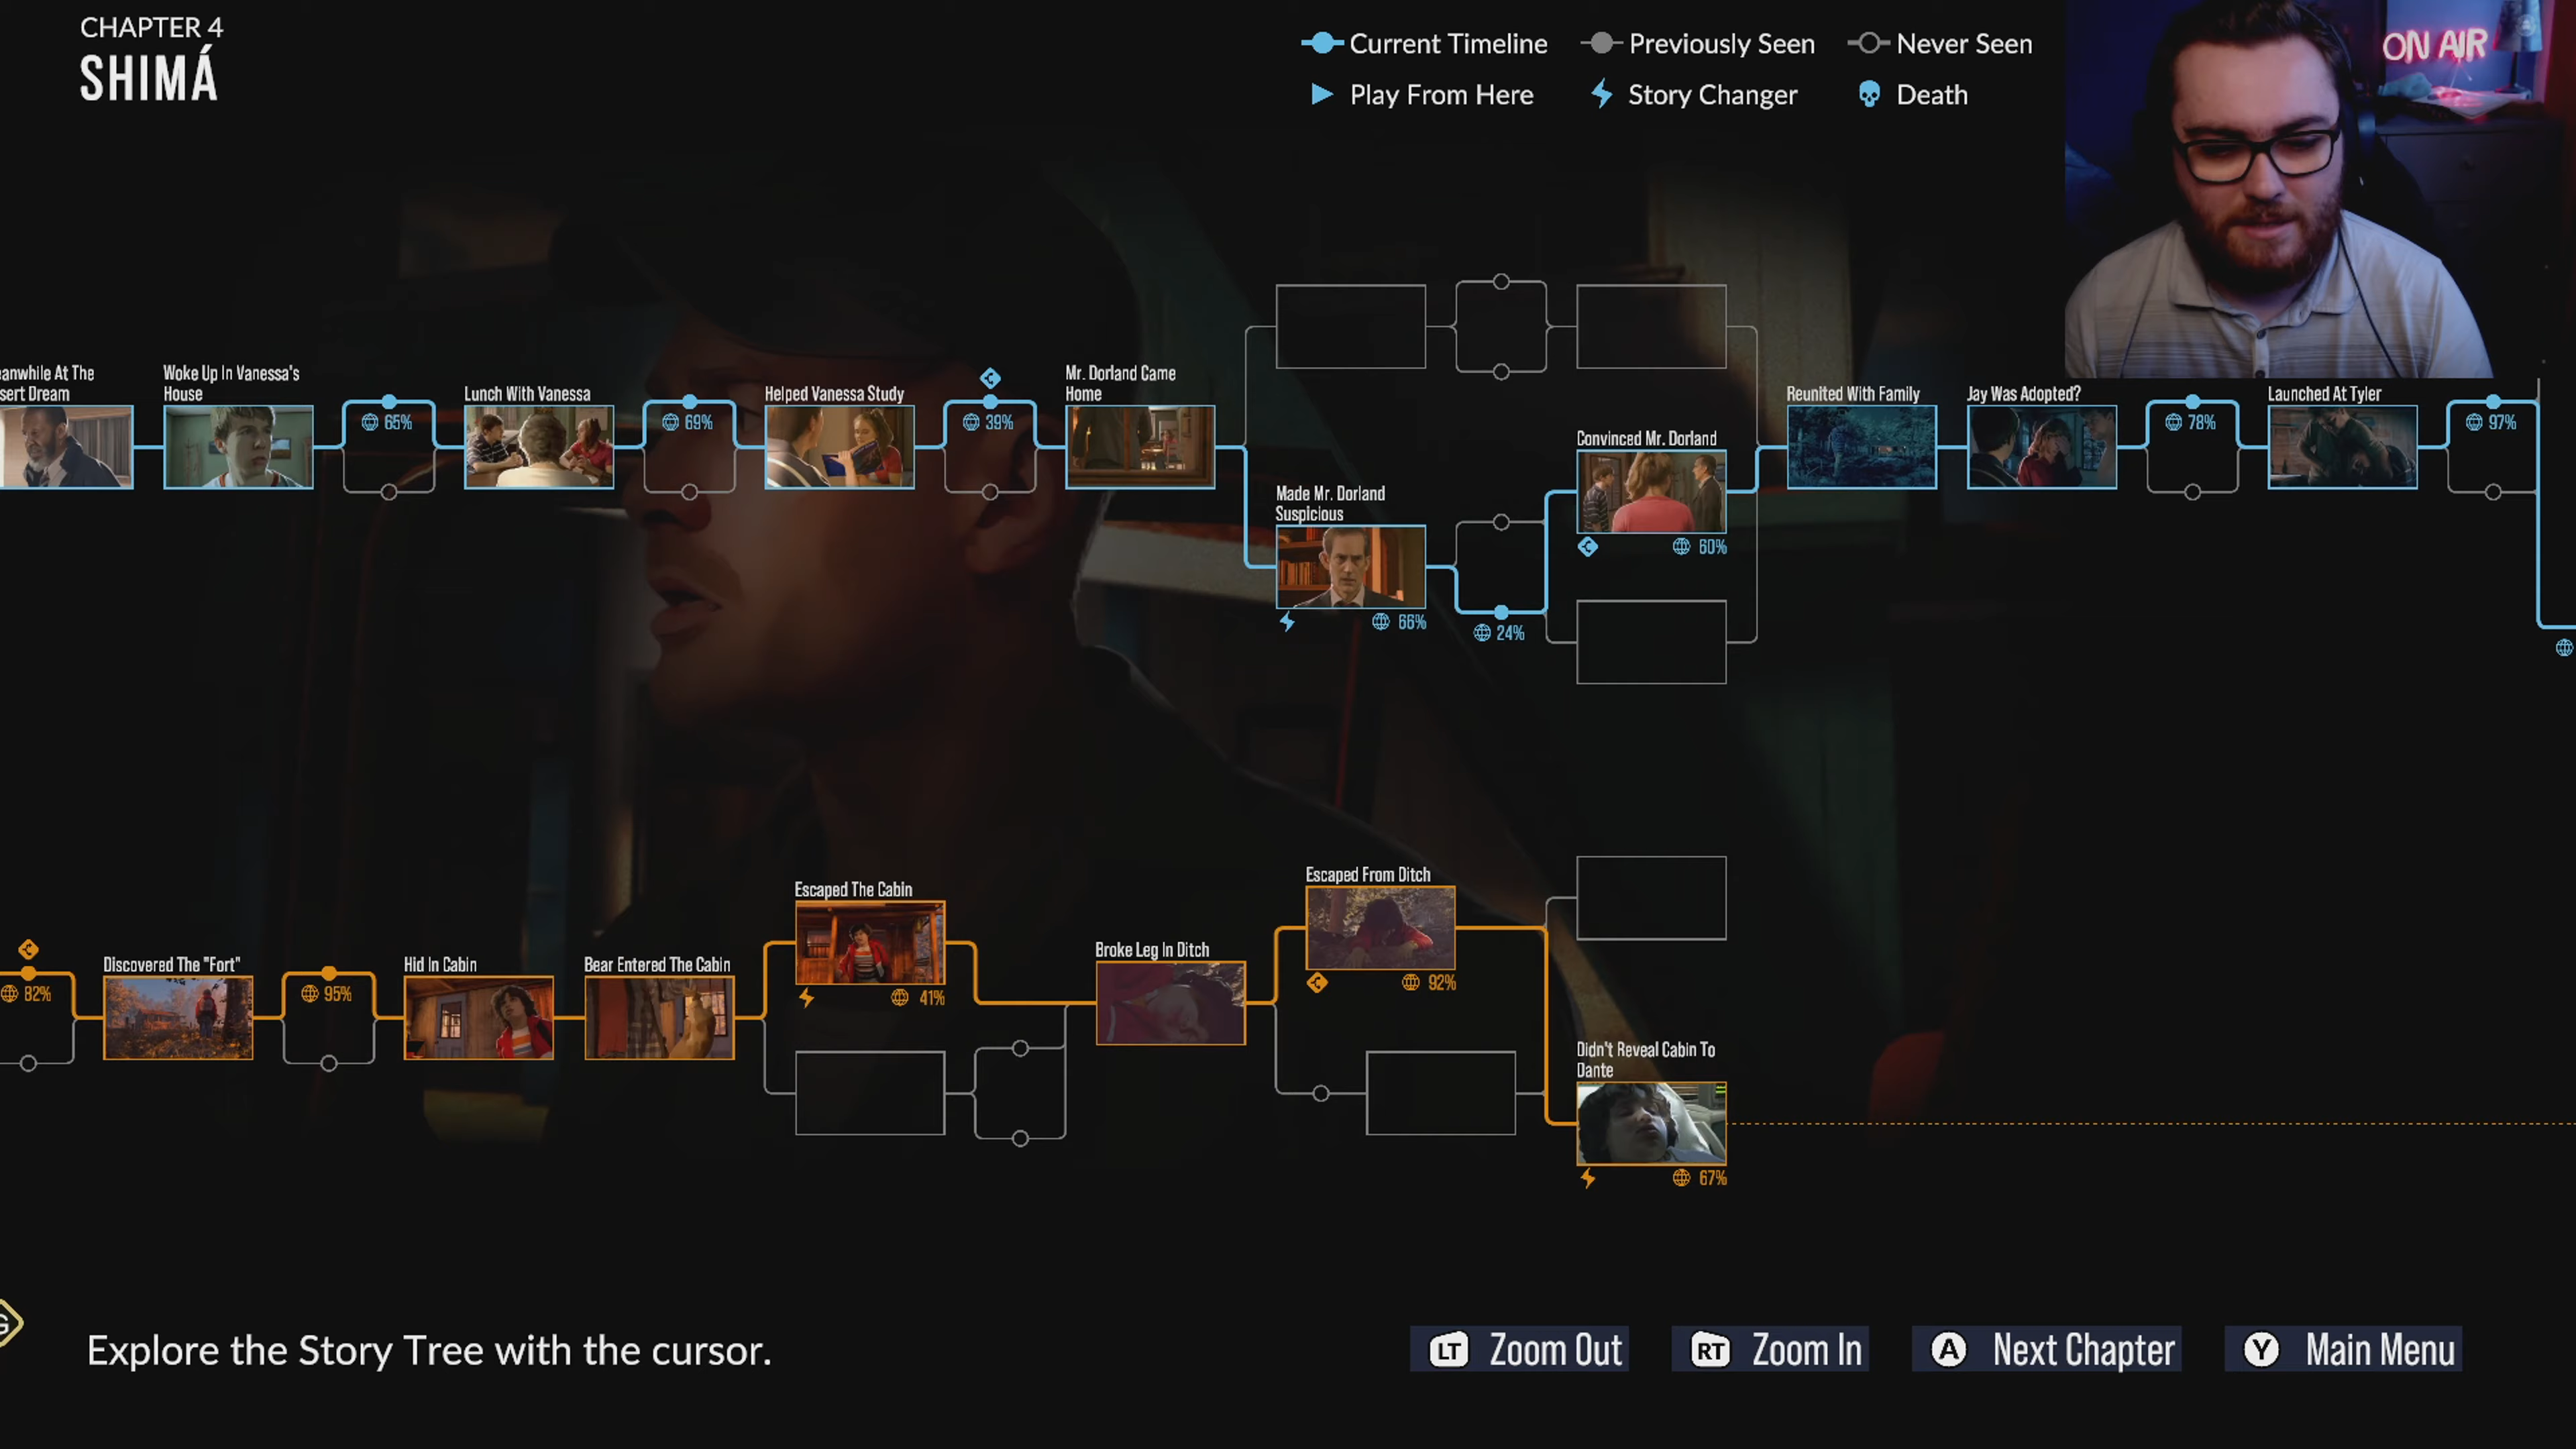 CHAPTER 4
SHIMÁ
Current Timeline
Previously Seen
Never Seen
Play From Here
Story Changer
Death
ON AIR
eanwhile At The
sert Dream
Woke Up In Vanessa's
House
65%
Lunch With Vanessa
69%
Helped Vanessa Study
39%
Mr. Dorland Came
Home
Made Mr. Dorland
Suspicious
66%
24%
Convinced Mr. Dorland
60%
Reunited With Family
Jay Was Adopted?
78%
Launched At Tyler
97%
82%
Discovered The "Fort"
95%
Hid In Cabin
Bear Entered The Cabin
Escaped The Cabin
41%
Broke Leg In Ditch
Escaped From Ditch
92%
Didn't Reveal Cabin To
Dante
67%
G
Explore the Story Tree with the cursor.
LT Zoom Out
RT Zoom In
A Next Chapter
Y Main Menu